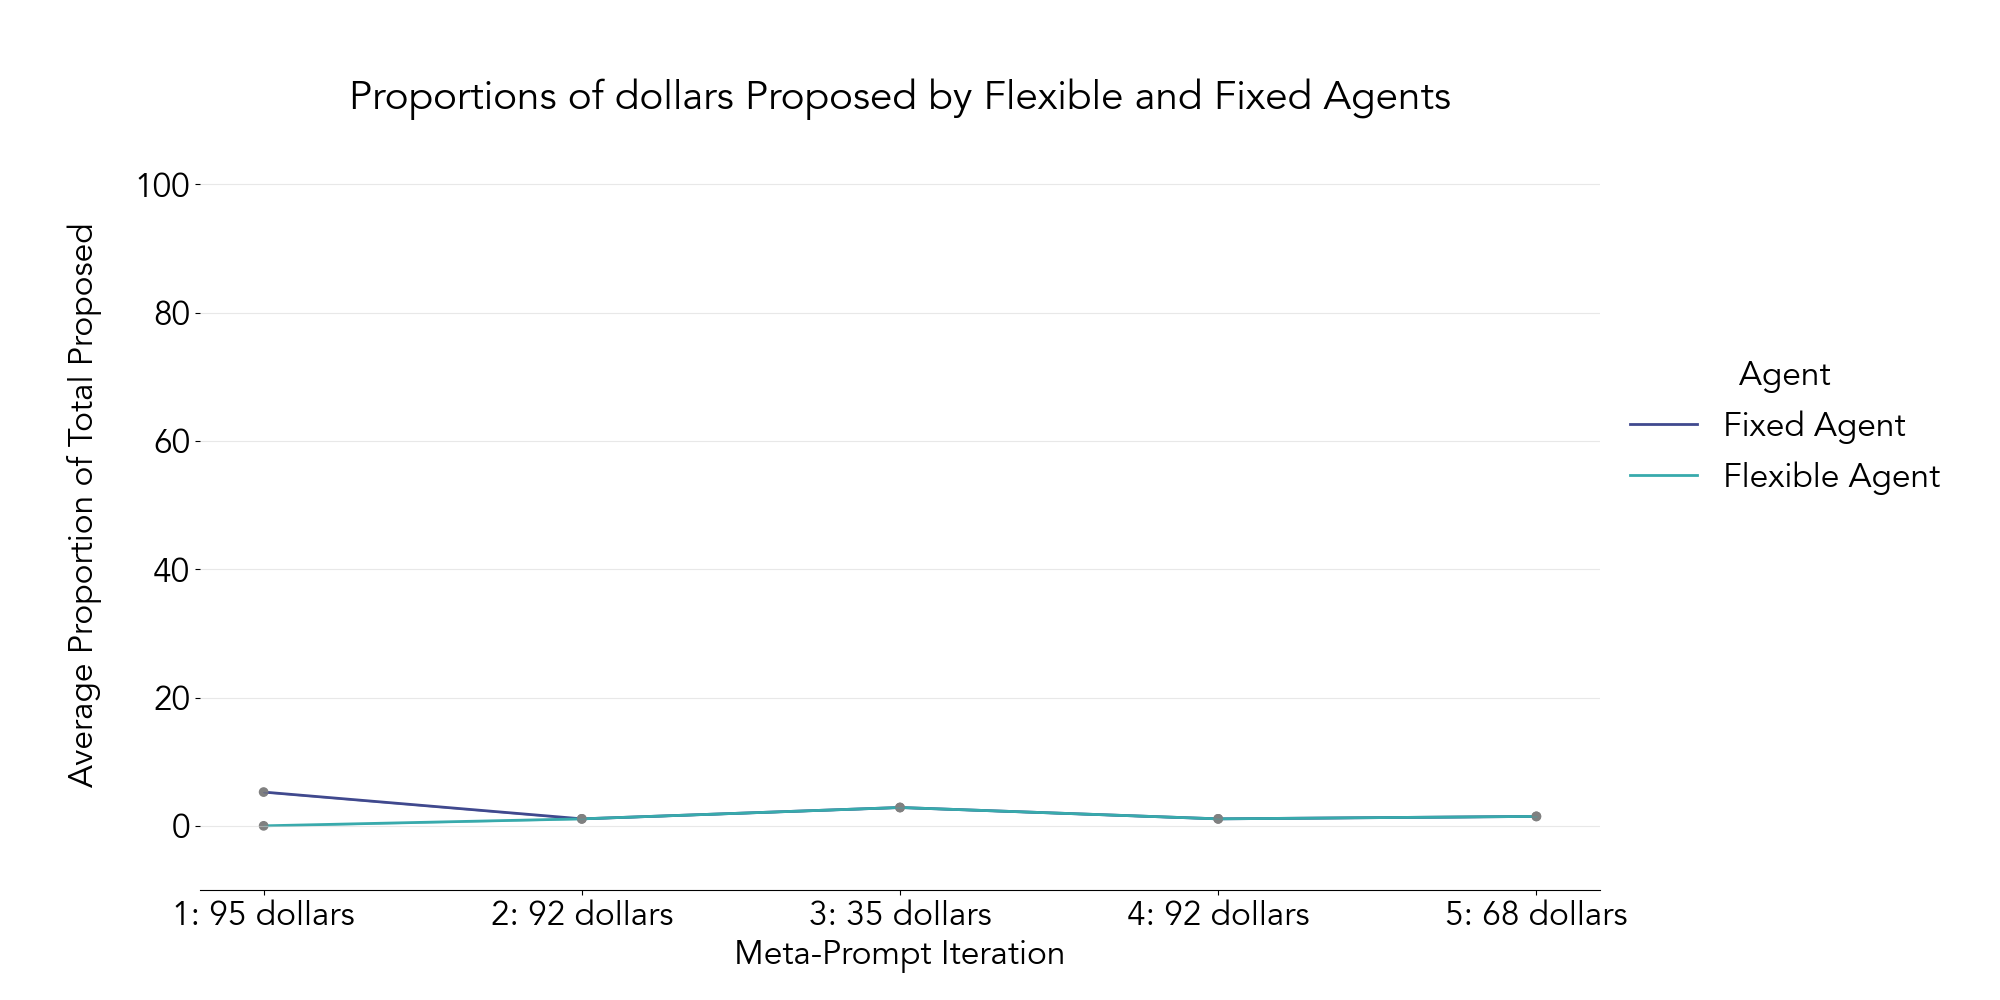 Proportions of dollars Proposed by Flexible and Fixed Agents
Average Proportion of Total Proposed
100
80
60
40
20
0
1: 95 dollars
2: 92 dollars
3: 35 dollars
4: 92 dollars
5: 68 dollars
Meta-Prompt Iteration
Agent
Fixed Agent
Flexible Agent